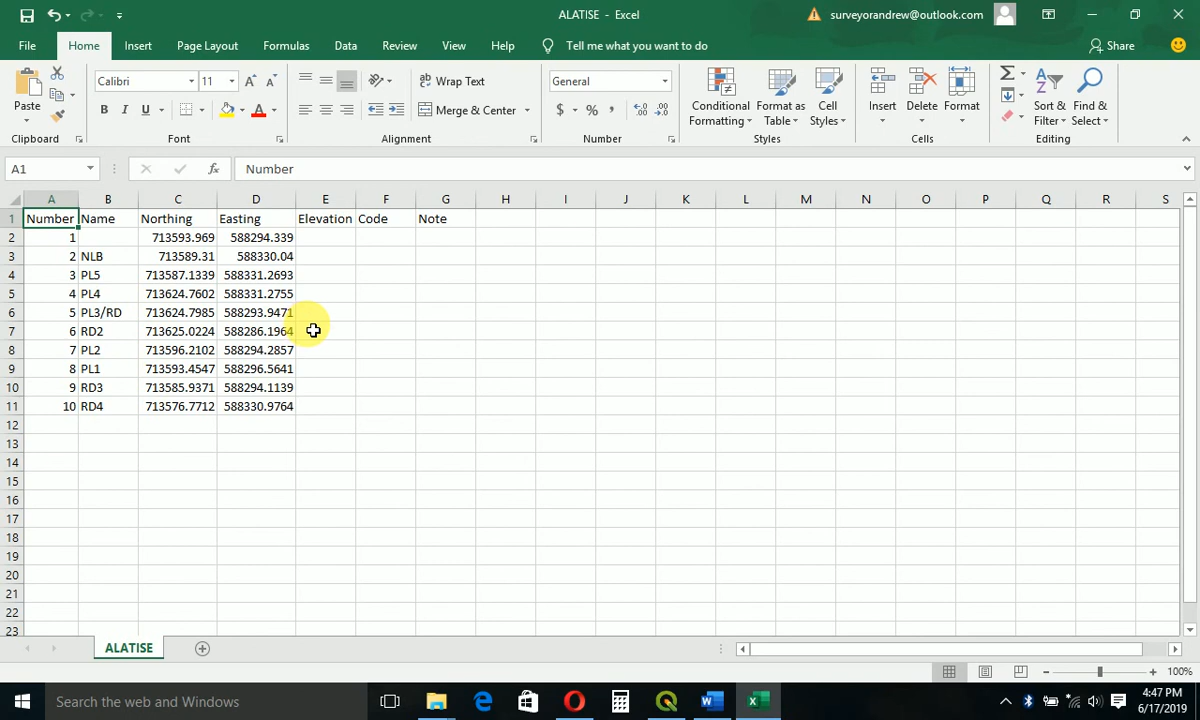 ALATISE - Excel
surveyorandrew@outlook.com
File Home Insert Page Layout Formulas Data Review View Help Tell me what you want to do Share
Paste
Calibri 11
Wrap Text
General
B I U
Merge & Center
$ % ,
Conditional Formatting
Format as Table
Cell Styles
Insert
Delete
Format
Sort & Filter
Find & Select
Clipboard Font Alignment Number Styles Cells Editing
A1 fx Number
A B C D E F G H I J K L M N O P Q R S
1 Number Name Northing Easting Elevation Code Note
2 1 713593.969 588294.339
3 2 NLB 713589.31 588330.04
4 3 PL5 713587.1339 588331.2693
5 4 PL4 713624.7602 588331.2755
6 5 PL3/RD 713624.7985 588293.9471
7 6 RD2 713625.0224 588286.1964
8 7 PL2 713596.2102 588294.2857
9 8 PL1 713593.4547 588296.5641
10 9 RD3 713585.9371 588294.1139
11 10 RD4 713576.7712 588330.9764
12
13
14
15
16
17
18
19
20
21
22
23
ALATISE
100%
Search the web and Windows
4:47 PM
6/17/2019